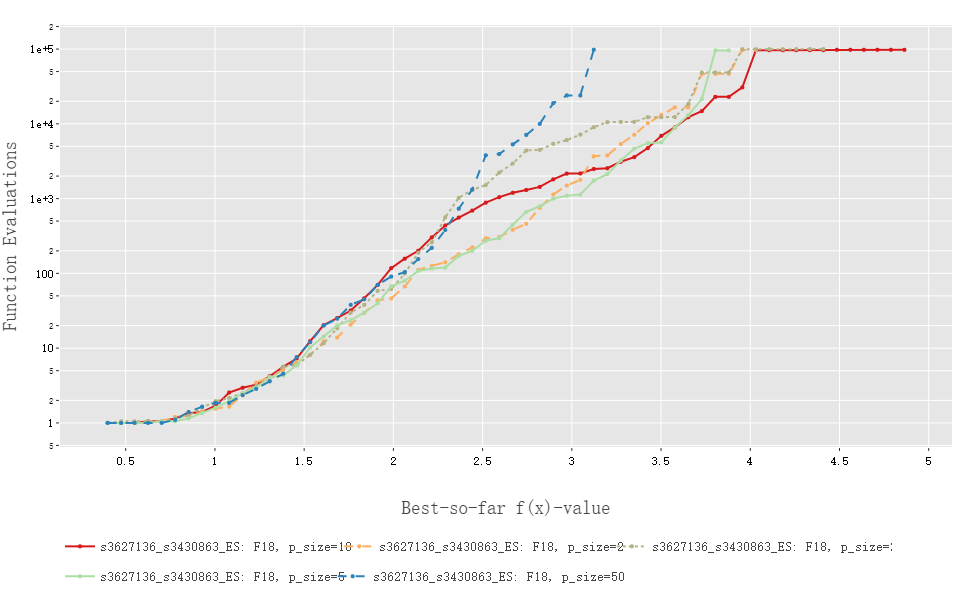 2
1e+5
5
2
1e+4
5
2
1e+3
5
2
100
5
2
10
5
2
1
5
Function Evaluations
0.5 1 1.5 2 2.5 3 3.5 4 4.5 5
Best-so-far f(x)-value
s3627136_s3430863_ES: F18, p_size=10 s3627136_s3430863_ES: F18, p_size=2 s3627136_s3430863_ES: F18, p_size=
s3627136_s3430863_ES: F18, p_size=5 s3627136_s3430863_ES: F18, p_size=50